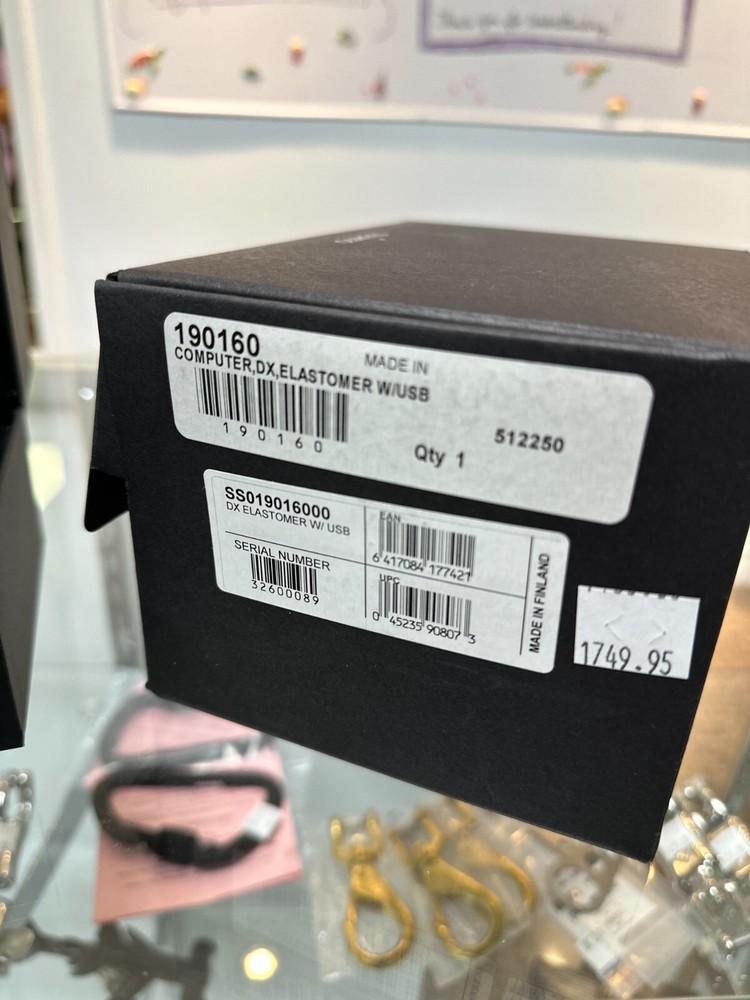 190160
COMPUTER,DX,ELASTOMER W/USB
MADE IN
190160
Qty 1
512250
SS019016000
DX ELASTOMER W/ USB
SERIAL NUMBER
32600089
EAN
6 417084 177421
UPC
0 45235 90807 3
MADE IN FINLAND
1749.95